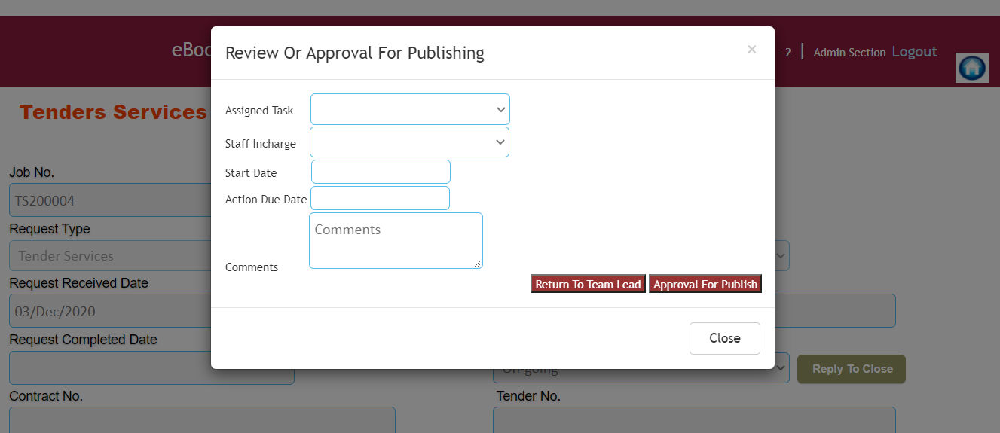 Review Or Approval For Publishing
×
- 2 | Admin Section Logout
Tenders Services
Assigned Task
Staff Incharge
Start Date
Action Due Date
Comments
Comments
Return To Team Lead Approval For Publish
Close
Job No.
TS200004
Request Type
Tender Services
Request Received Date
03/Dec/2020
Request Completed Date
On-going
Reply To Close
Contract No.
Tender No.